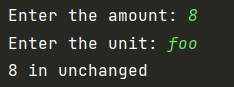 Enter the amount: 8
Enter the unit: foo
8 in unchanged